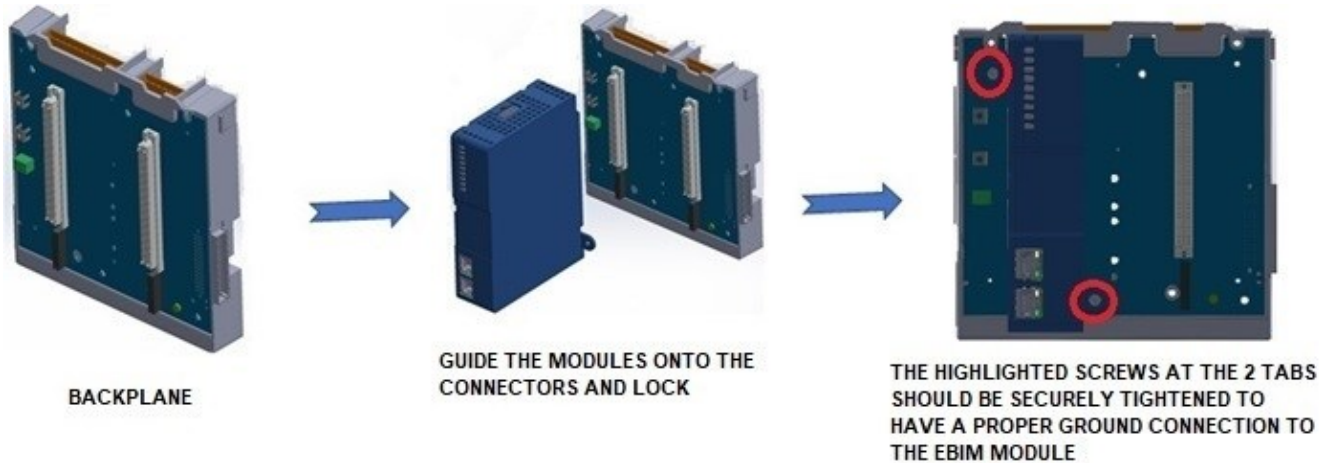 BACKPLANE
GUIDE THE MODULES ONTO THE
CONNECTORS AND LOCK
THE HIGHLIGHTED SCREWS AT THE 2 TABS
SHOULD BE SECURELY TIGHTENED TO
HAVE A PROPER GROUND CONNECTION TO
THE EBIM MODULE